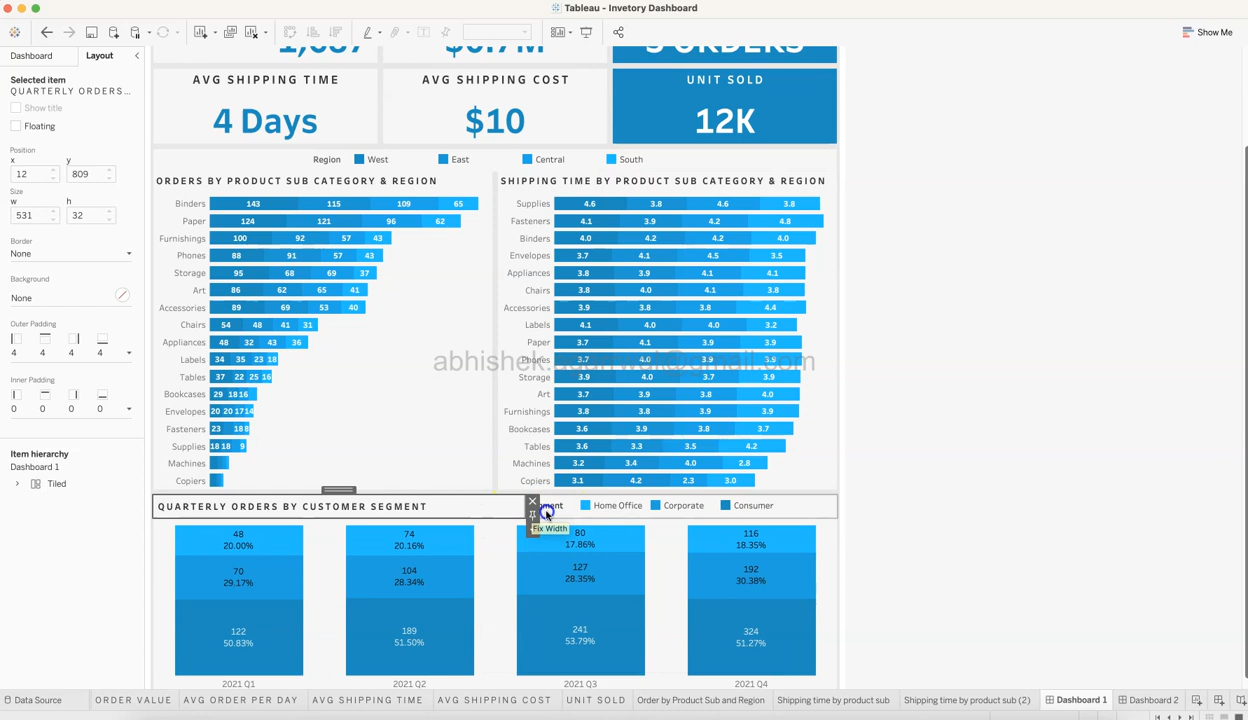 Tableau - Invetory Dashboard
Show Me
Dashboard Layout
Selected item
QUARTERLY ORDERS...
Show title
Floating
Position
x y
12 809
Size
w h
531 32
Border
None
Background
None
Outer Padding
4 4 4 4
Inner Padding
0 0 0 0
Item hierarchy
Dashboard 1
Tiled
AVG SHIPPING TIME
4 Days
AVG SHIPPING COST
$10
UNIT SOLD
12K
Region West East Central South
ORDERS BY PRODUCT SUB CATEGORY & REGION
Binders 143 115 109 65
Paper 124 121 96 62
Furnishings 100 92 57 43
Phones 88 91 57 43
Storage 95 68 69 37
Art 86 62 65 41
Accessories 89 69 53 40
Chairs 54 48 41 31
Appliances 48 32 43 36
Labels 34 35 23 18
Tables 37 22 25 16
Bookcases 29 18 16
Envelopes 20 20 17 14
Fasteners 23 18 8
Supplies 18 18 9
Machines
Copiers
SHIPPING TIME BY PRODUCT SUB CATEGORY & REGION
Supplies 4.6 3.8 4.6 3.8
Fasteners 4.1 3.9 4.2 4.8
Binders 4.0 4.2 4.2 4.0
Envelopes 3.7 4.1 4.5 3.5
Appliances 3.8 3.9 4.1 4.1
Chairs 3.8 4.0 4.1 3.8
Accessories 3.9 3.8 3.8 4.4
Labels 4.1 4.0 4.0 3.2
Paper 3.7 4.1 3.9 3.9
Phones 3.7 4.0 3.9 3.9
Storage 3.9 4.0 3.7 3.9
Art 3.7 3.9 3.8 4.0
Furnishings 3.8 3.8 3.9 3.9
Bookcases 3.6 3.9 3.8 3.7
Tables 3.6 3.3 3.5 4.2
Machines 3.2 3.4 4.0 2.8
Copiers 3.1 4.2 2.3 3.0
QUARTERLY ORDERS BY CUSTOMER SEGMENT
Home Office Corporate Consumer
Fix Width
48 74 80 116
20.00% 20.16% 17.86% 18.35%
70 104 127 192
29.17% 28.34% 28.35% 30.38%
122 189 241 324
50.83% 51.50% 53.79% 51.27%
2021 Q1 2021 Q2 2021 Q3 2021 Q4
Data Source ORDER VALUE AVG ORDER PER DAY AVG SHIPPING TIME AVG SHIPPING COST UNIT SOLD Order by Product Sub and Region Shipping time by product sub Shipping time by product sub (2) Dashboard 1 Dashboard 2